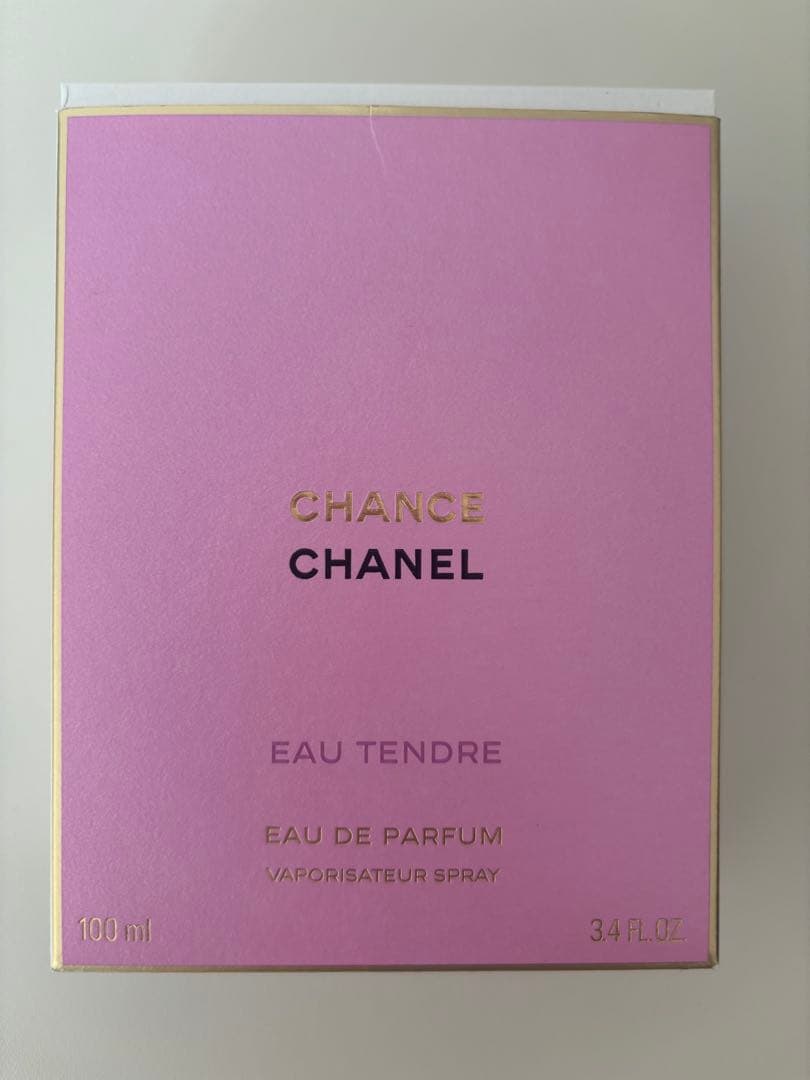 CHANCE
CHANEL
EAU TENDRE
EAU DE PARFUM
VAPORISATEUR SPRAY
100 ml 3.4 FL.OZ.